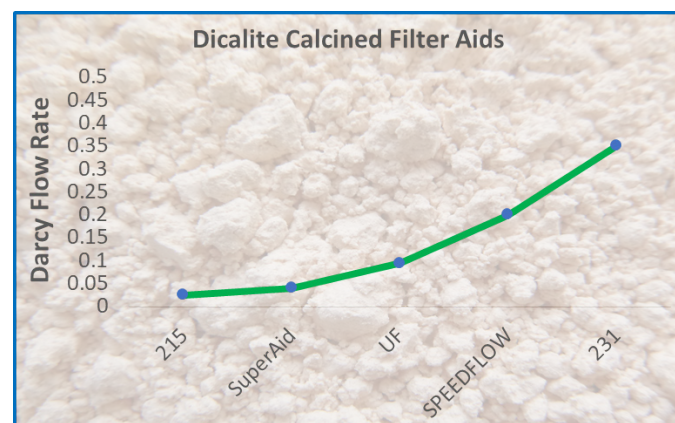 Dicalite Calcined Filter Aids
Darcy Flow Rate
0.5
0.45
0.4
0.35
0.3
0.25
0.2
0.15
0.1
0.05
0
215
SuperAid
UF
SPEEDFLOW
231